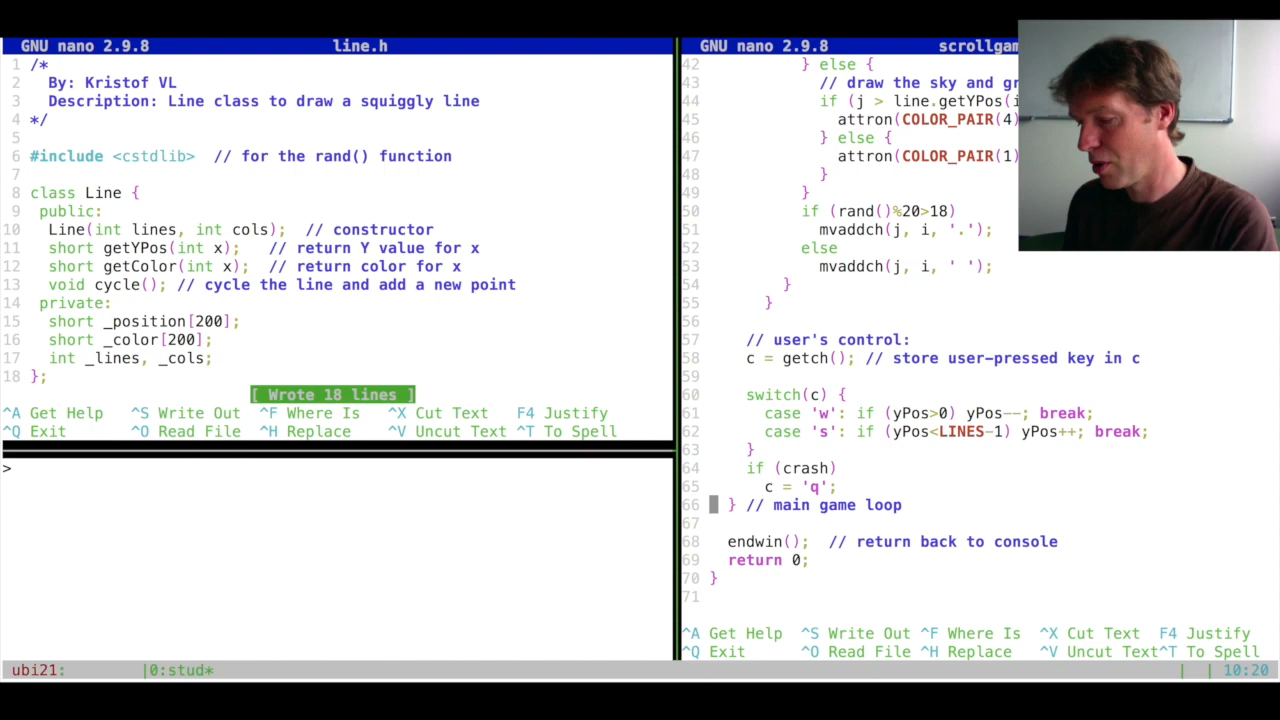 GNU nano 2.9.8 line.h
1 /*
2 By: Kristof VL
3 Description: Line class to draw a squiggly line
4 */
5
6 #include <cstdlib> // for the rand() function
7
8 class Line {
9 public:
10 Line(int lines, int cols); // constructor
11 short getYPos(int x); // return Y value for x
12 short getColor(int x); // return color for x
13 void cycle(); // cycle the line and add a new point
14 private:
15 short _position[200];
16 short _color[200];
17 int _lines, _cols;
18 };
[ Wrote 18 lines ]
^A Get Help ^S Write Out ^F Where Is ^X Cut Text F4 Justify
^Q Exit ^O Read File ^H Replace ^V Uncut Text ^T To Spell
>
GNU nano 2.9.8 scrollgam
42 } else {
43 // draw the sky and gr
44 if (j > line.getYPos(i
45 attron(COLOR_PAIR(4)
46 } else {
47 attron(COLOR_PAIR(1)
48 }
49 }
50 if (rand()%20>18)
51 mvaddch(j, i, '.');
52 else
53 mvaddch(j, i, ' ');
54 }
55 }
56
57 // user's control:
58 c = getch(); // store user-pressed key in c
59
60 switch(c) {
61 case 'w': if (yPos>0) yPos--; break;
62 case 's': if (yPos<LINES-1) yPos++; break;
63 }
64 if (crash)
65 c = 'q';
66 } // main game loop
67
68 endwin(); // return back to console
69 return 0;
70 }
71
^A Get Help ^S Write Out ^F Where Is ^X Cut Text F4 Justify
^Q Exit ^O Read File ^H Replace ^V Uncut Text^T To Spell
ubi21: |0:stud* | | 10:20